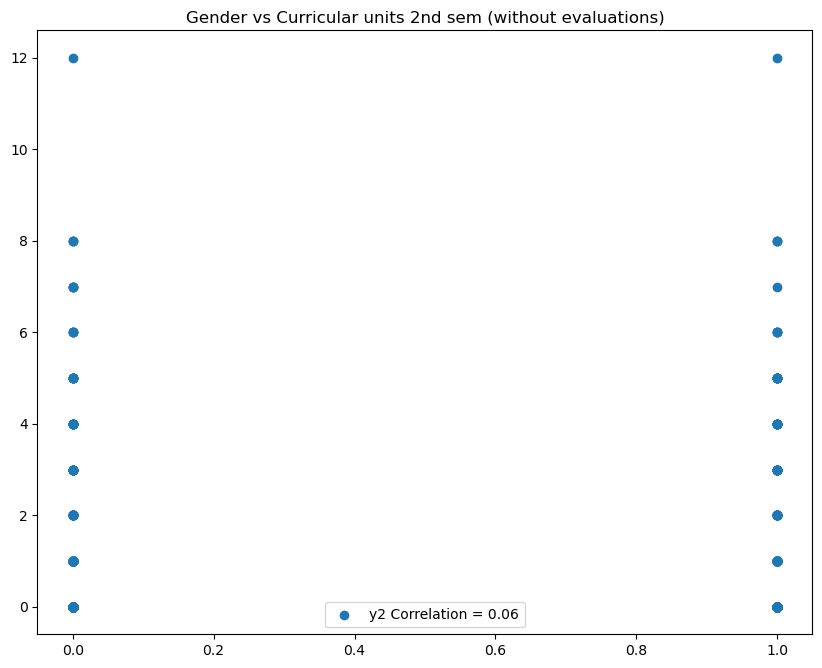 Gender vs Curricular units 2nd sem (without evaluations)
12
10
8
6
4
2
0
y2 Correlation = 0.06
0.0 0.2 0.4 0.6 0.8 1.0